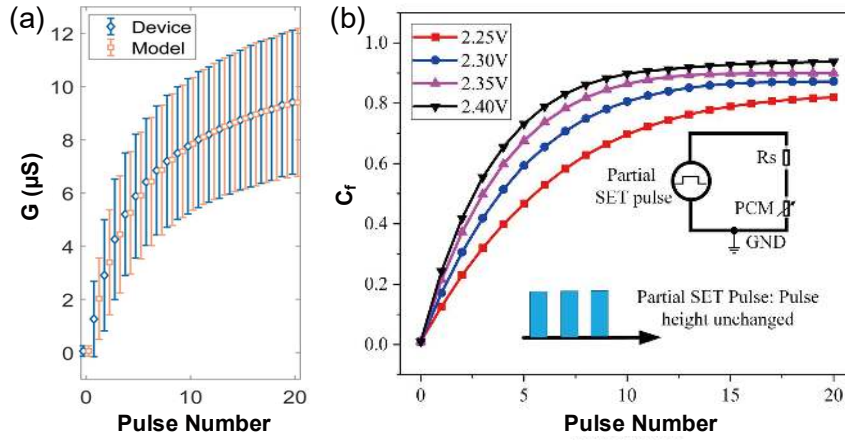 (a)
Device
Model
12
10
8
6
4
2
0
G (µS)
0
10
20
Pulse Number
(b)
2.25V
2.30V
2.35V
2.40V
1.0
0.8
0.6
0.4
0.2
0.0
Cf
Partial
SET pulse
Rs
PCM
GND
Partial SET Pulse: Pulse
height unchanged
0
5
10
15
20
Pulse Number